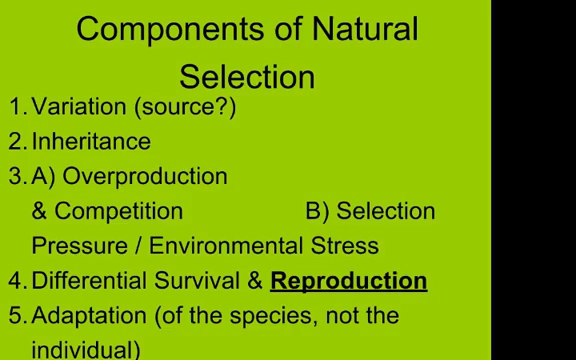 Components of Natural
Selection
1. Variation (source?)
2. Inheritance
3. A) Overproduction
& Competition B) Selection
Pressure / Environmental Stress
4. Differential Survival & Reproduction
5. Adaptation (of the species, not the
individual)